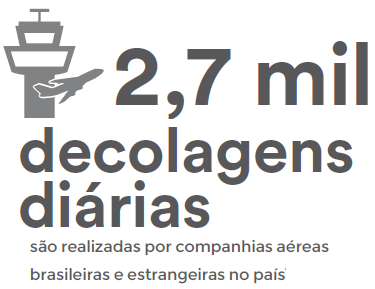 2,7 mil
decolagens
diárias
são realizadas por companhias aéreas
brasileiras e estrangeiras no país